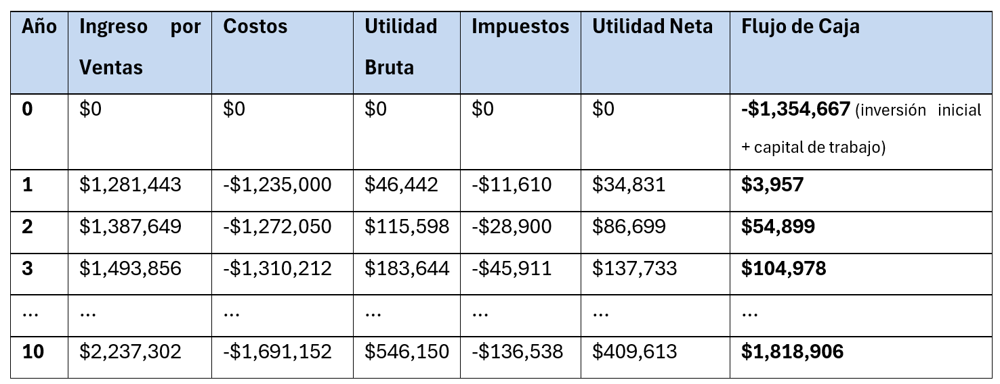 Año Ingreso por Ventas Costos Utilidad Bruta Impuestos Utilidad Neta Flujo de Caja
0 $0 $0 $0 $0 $0 -$1,354,667 (inversión inicial + capital de trabajo)
1 $1,281,443 -$1,235,000 $46,442 -$11,610 $34,831 $3,957
2 $1,387,649 -$1,272,050 $115,598 -$28,900 $86,699 $54,899
3 $1,493,856 -$1,310,212 $183,644 -$45,911 $137,733 $104,978
... ... ... ... ... ... ...
10 $2,237,302 -$1,691,152 $546,150 -$136,538 $409,613 $1,818,906